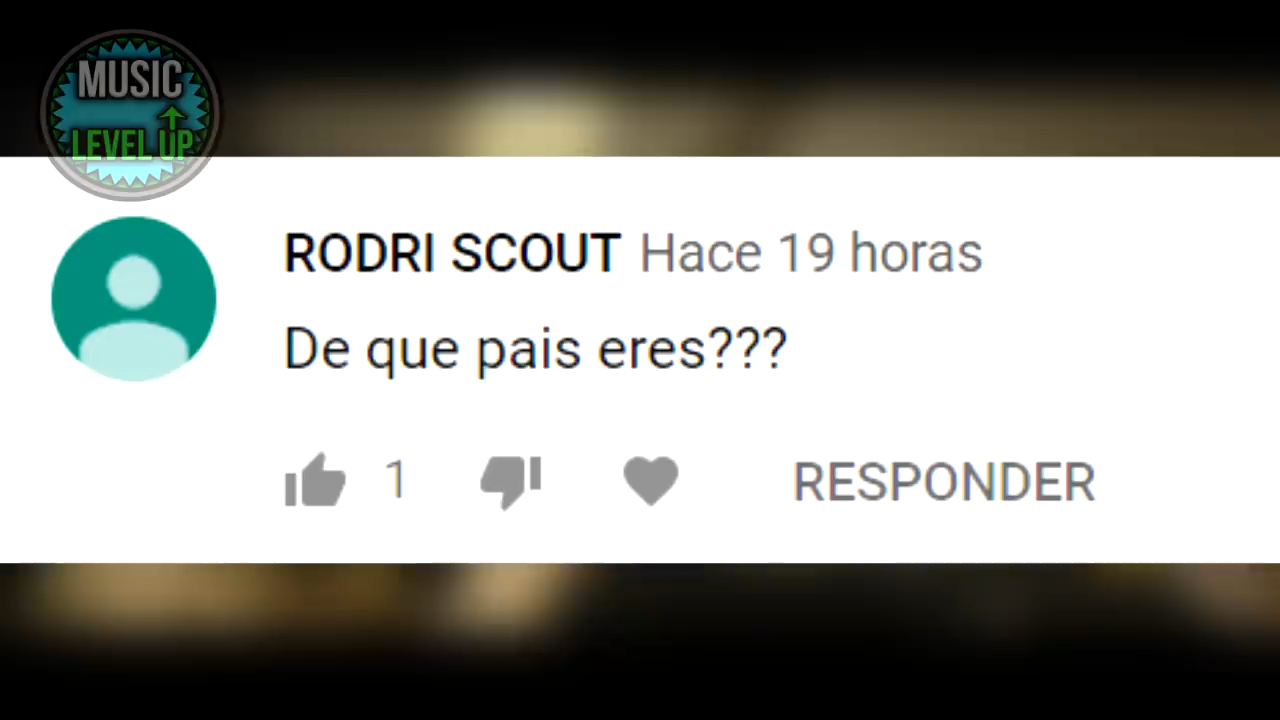 MUSIC
LEVEL UP
RODRI SCOUT Hace 19 horas
De que pais eres???
1
RESPONDER